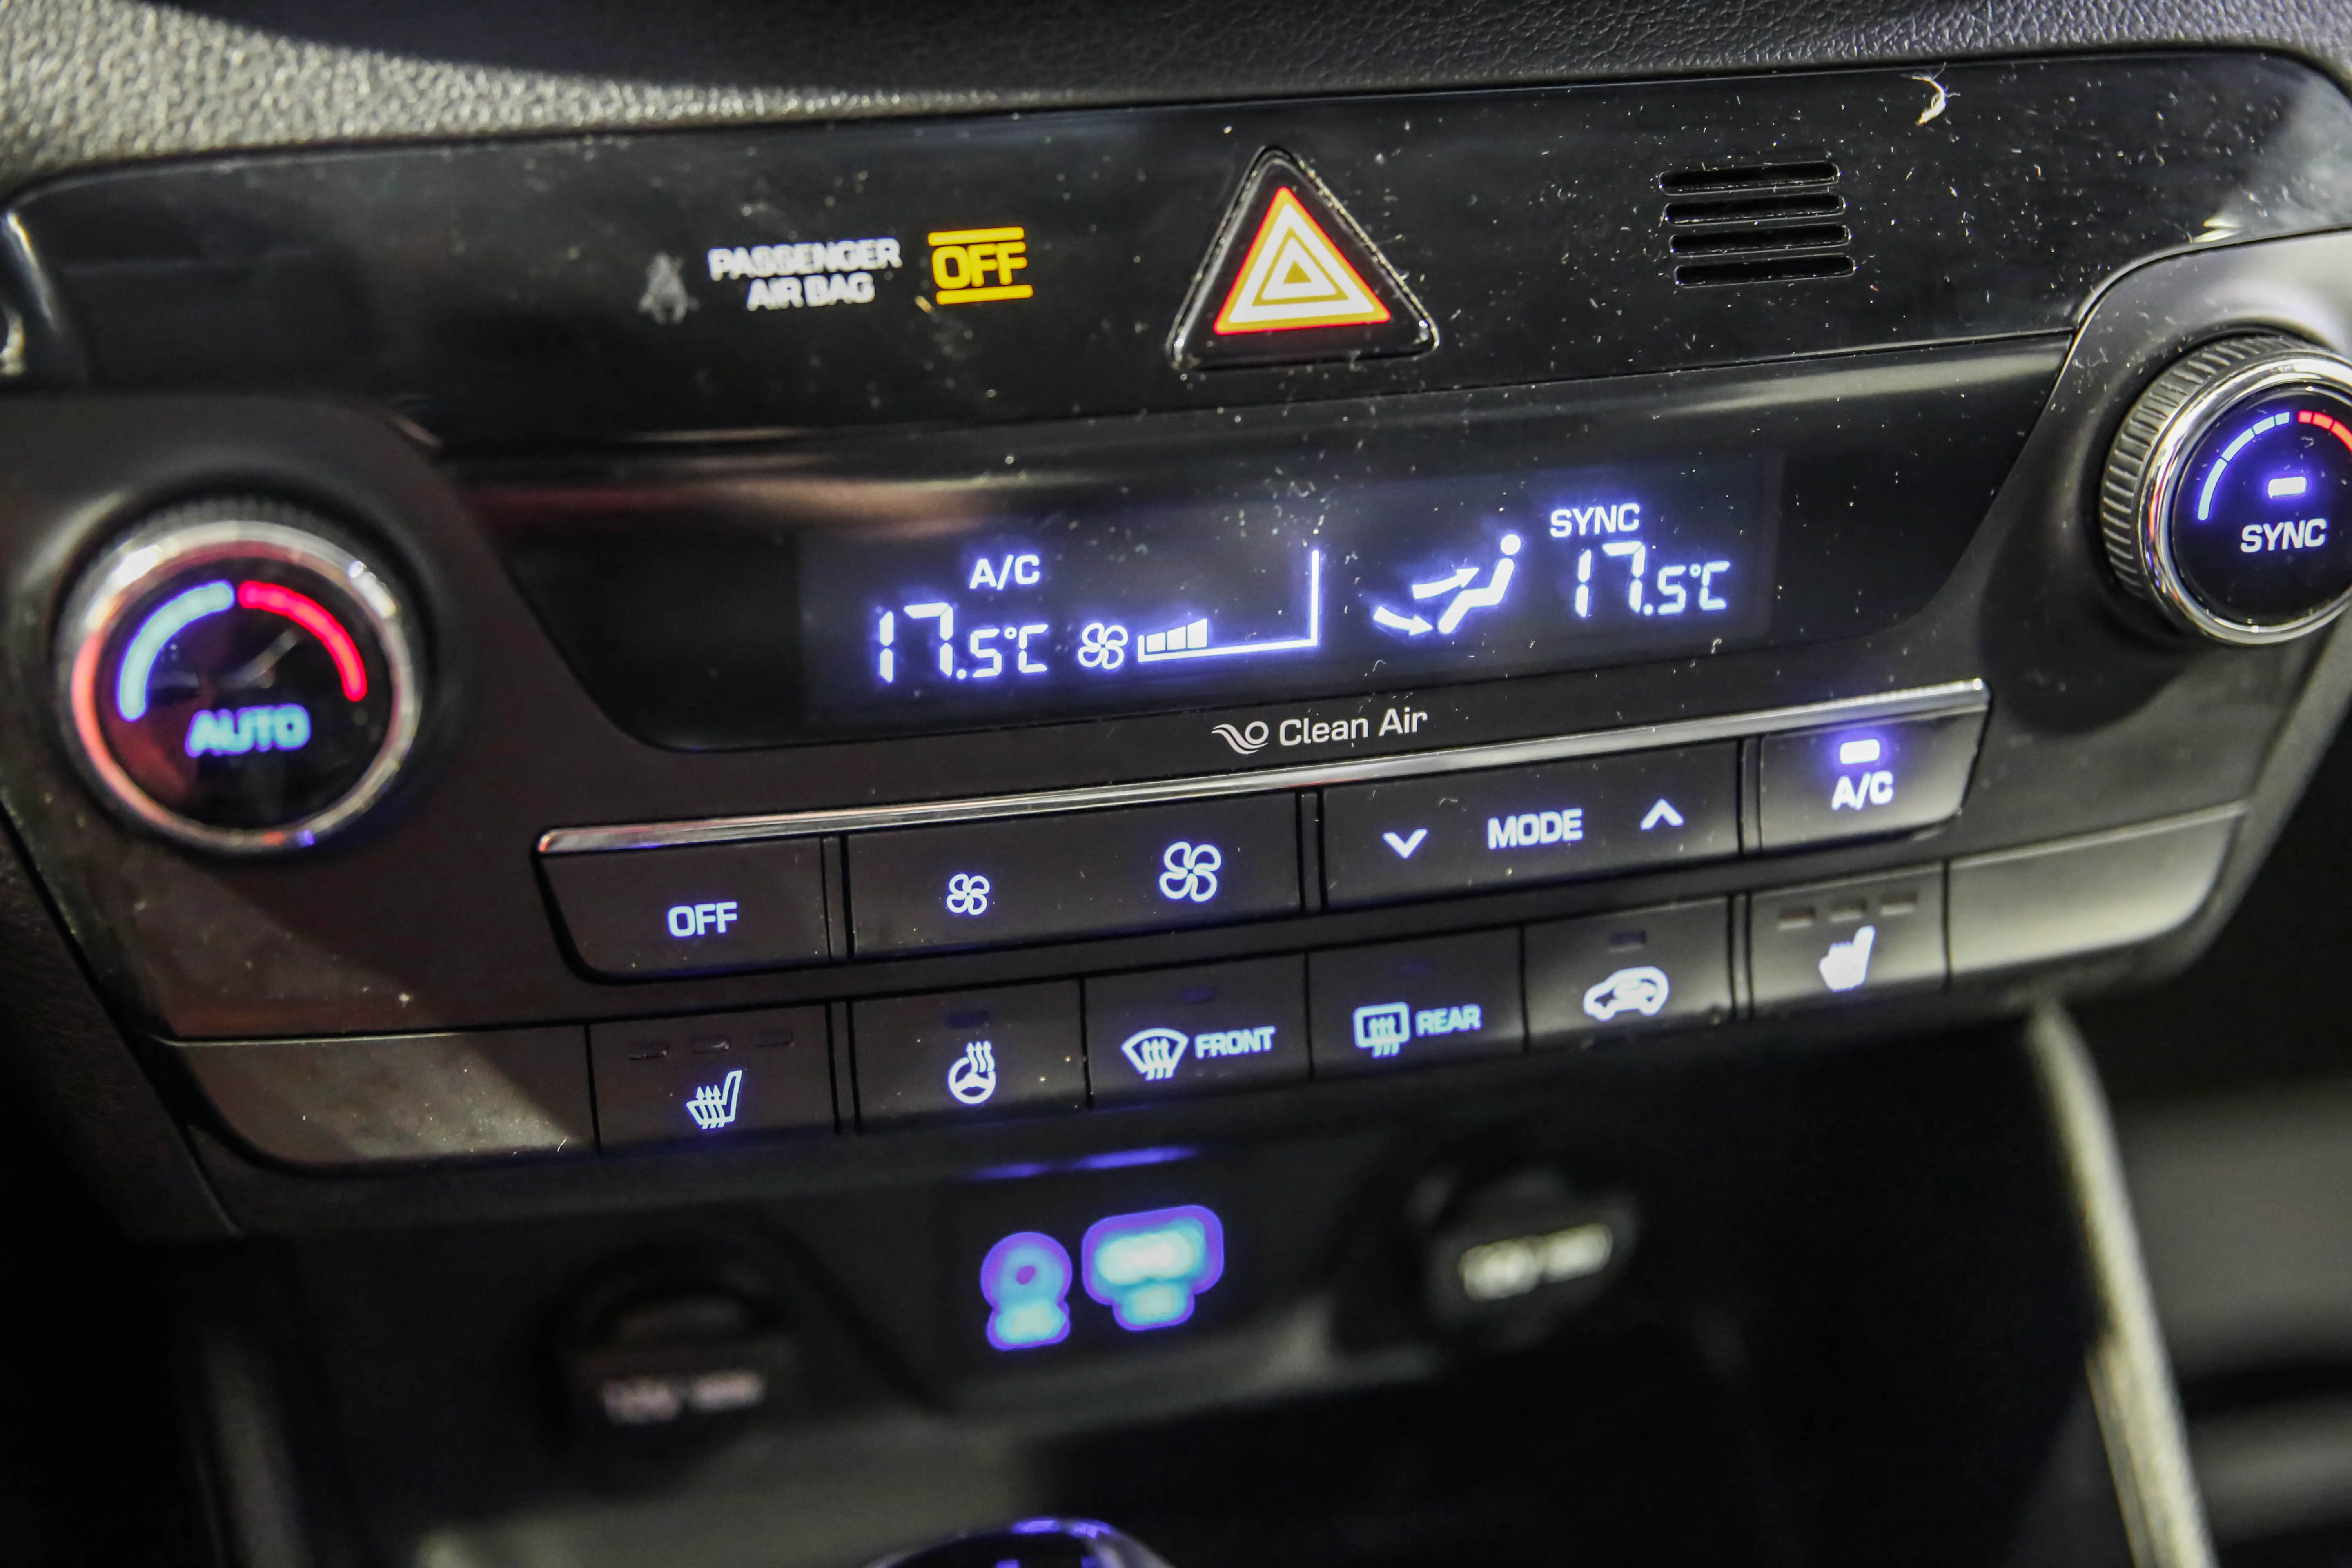 PASSENGER
AIR BAG
OFF
A/C
17.5°C
SYNC
17.5°C
SYNC
AUTO
Clean Air
OFF
MODE
A/C
FRONT
REAR